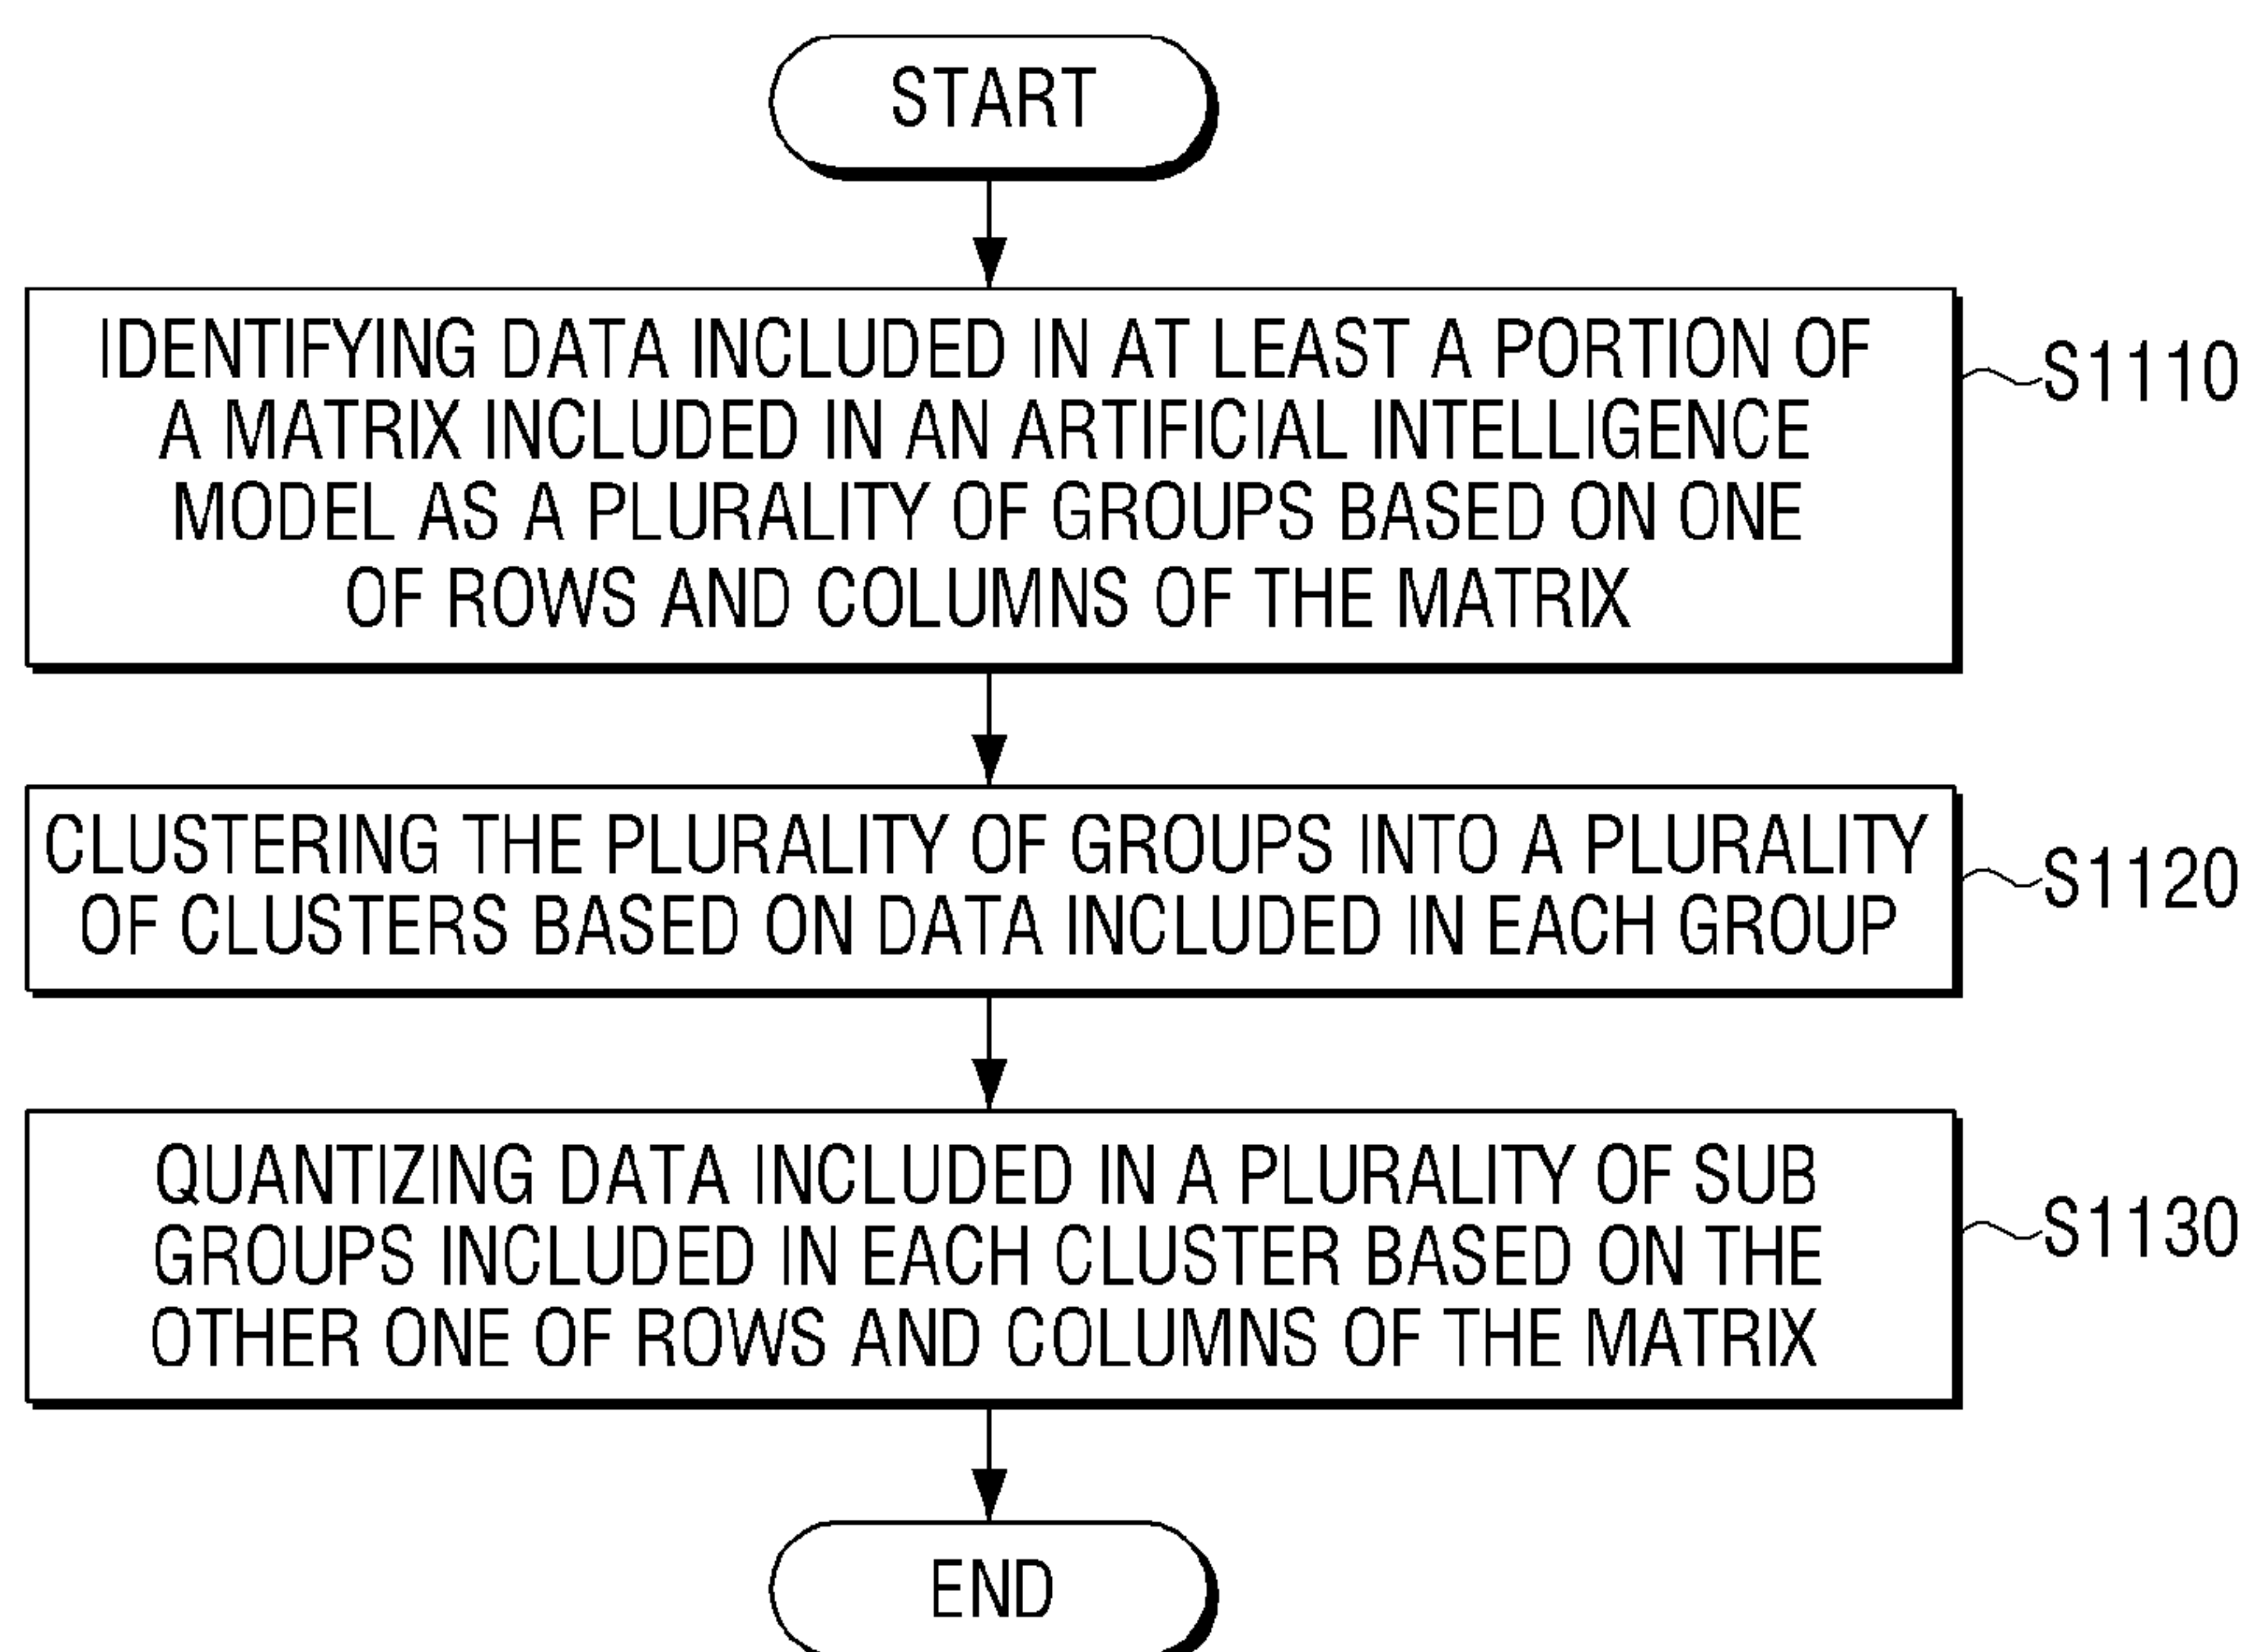 START
IDENTIFYING DATA INCLUDED IN AT LEAST A PORTION OF
A MATRIX INCLUDED IN AN ARTIFICIAL INTELLIGENCE
MODEL AS A PLURALITY OF GROUPS BASED ON ONE
OF ROWS AND COLUMNS OF THE MATRIX
S1110
CLUSTERING THE PLURALITY OF GROUPS INTO A PLURALITY
OF CLUSTERS BASED ON DATA INCLUDED IN EACH GROUP
S1120
QUANTIZING DATA INCLUDED IN A PLURALITY OF SUB
GROUPS INCLUDED IN EACH CLUSTER BASED ON THE
OTHER ONE OF ROWS AND COLUMNS OF THE MATRIX
S1130
END